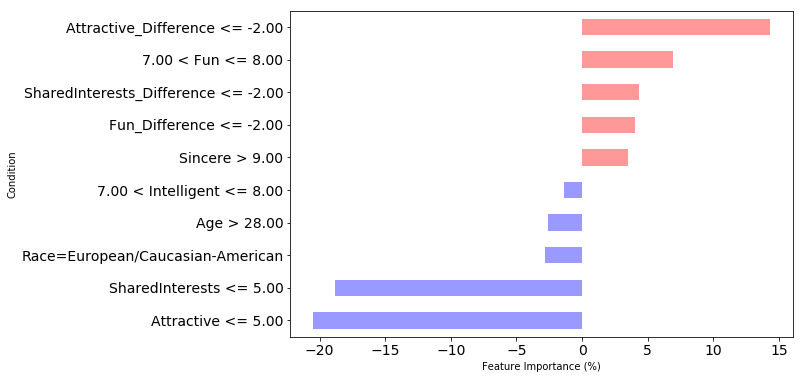 Attractive_Difference <= -2.00
7.00 < Fun <= 8.00
SharedInterests_Difference <= -2.00
Fun_Difference <= -2.00
Sincere > 9.00
7.00 < Intelligent <= 8.00
Age > 28.00
Race=European/Caucasian-American
SharedInterests <= 5.00
Attractive <= 5.00
Condition
−20 −15 −10 −5 0 5 10 15
Feature Importance (%)